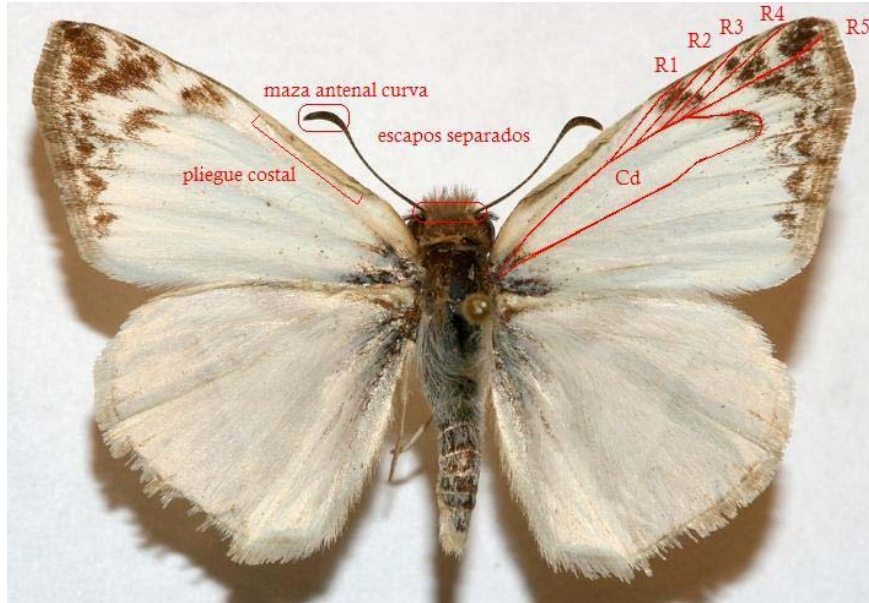 maza antenal curva
escapos separados
pliegue costal
R1
R2
R3
R4
R5
Cd